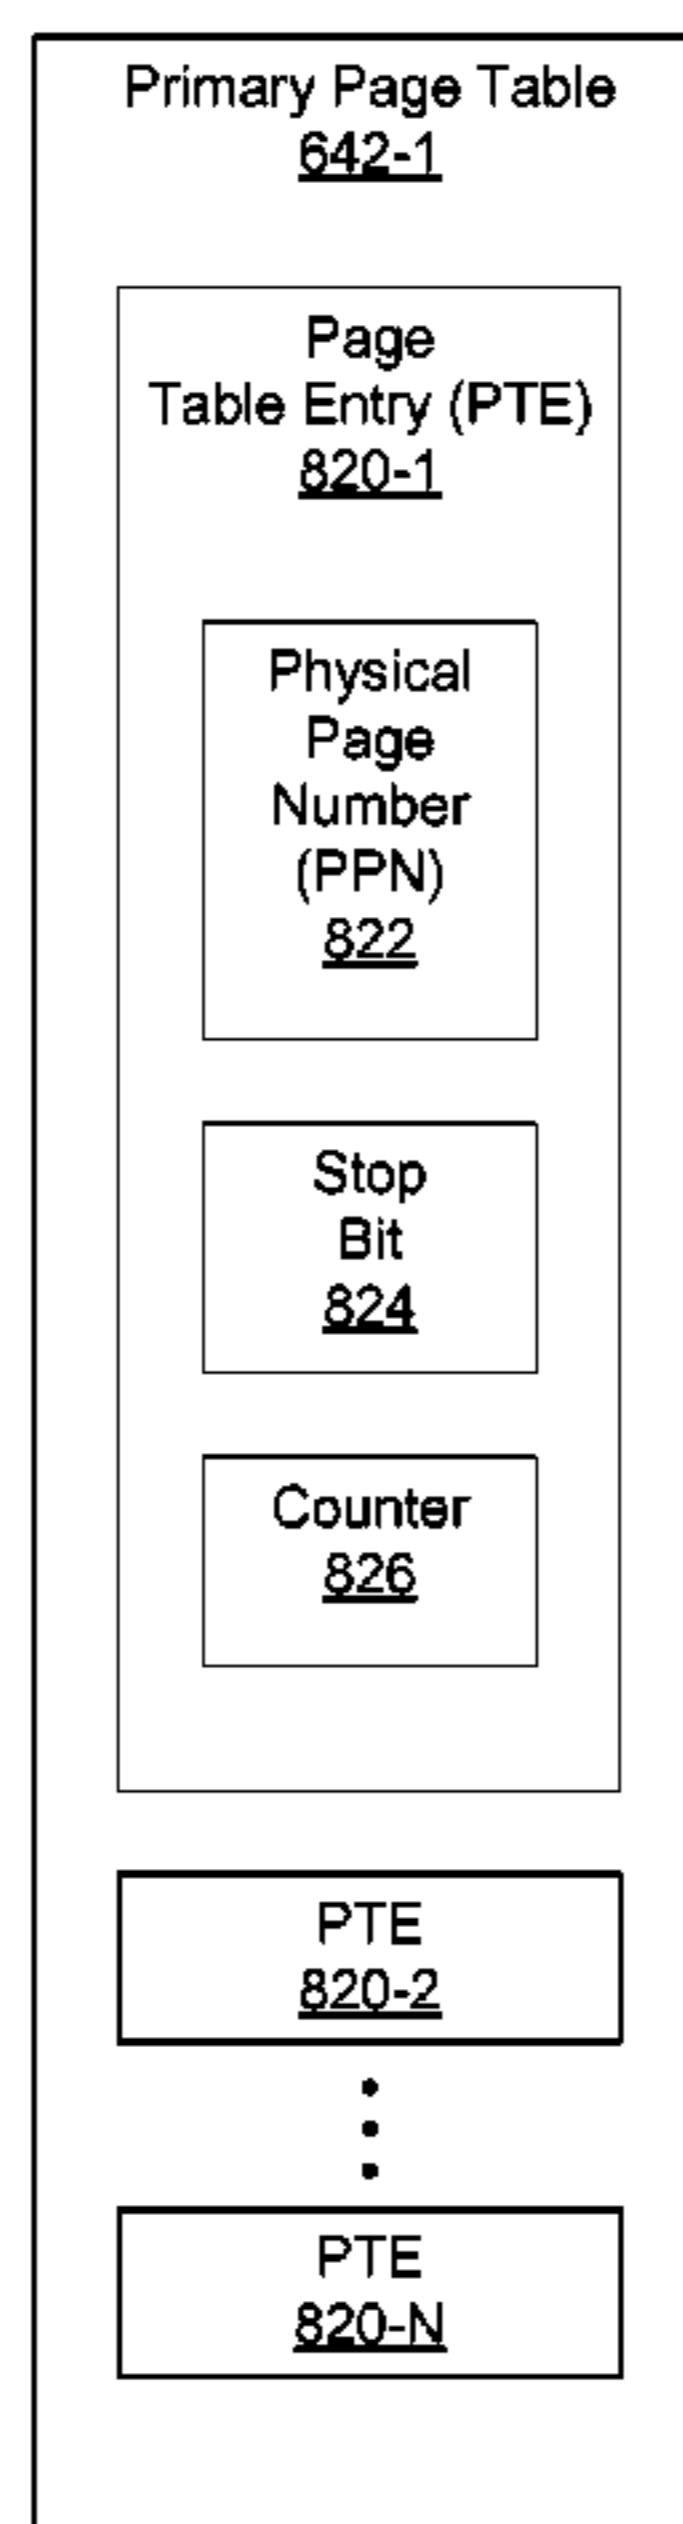 Primary Page Table
642-1
Page
Table Entry (PTE)
820-1
Physical
Page
Number
(PPN)
822
Stop
Bit
824
Counter
826
PTE
820-2
PTE
820-N